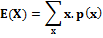 E(X) = ∑ x. p(x)
x